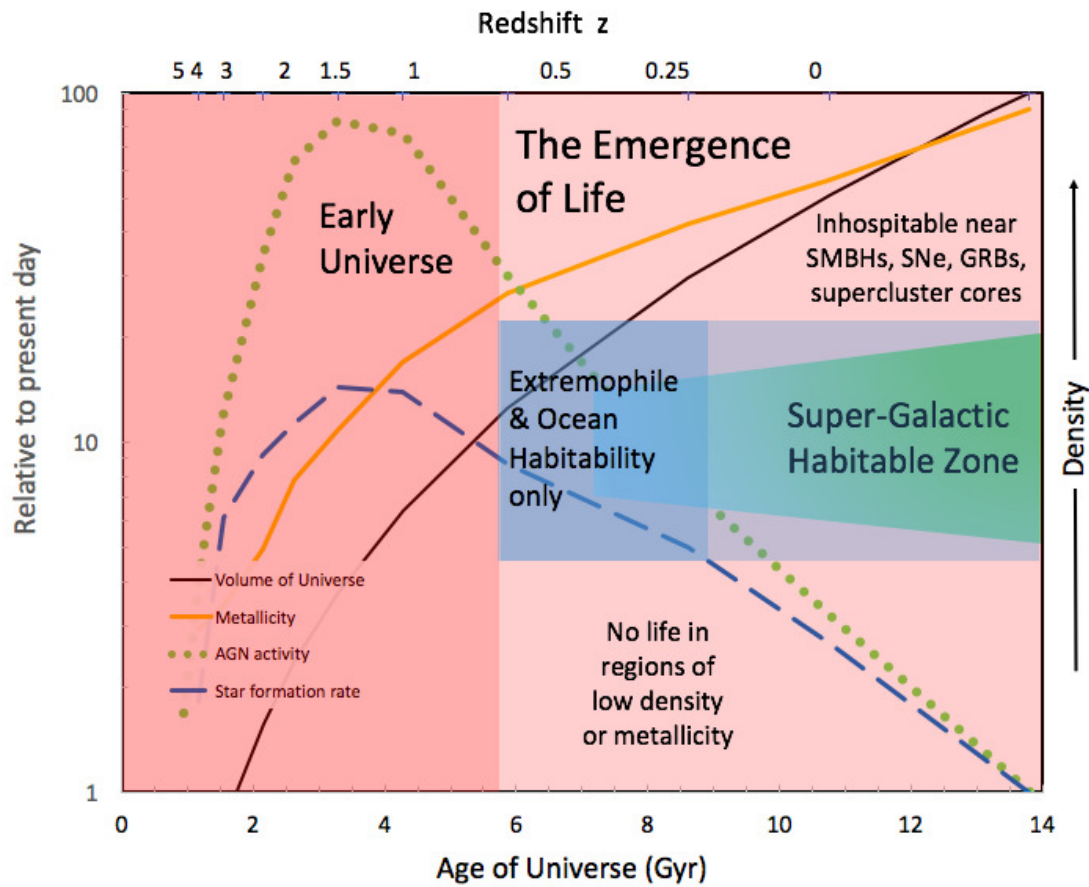 Redshift z
5 4 3 2 1.5 1 0.5 0.25 0
100
10
1
Relative to present day
Early
Universe
The Emergence
of Life
Inhospitable near
SMBHs, SNe, GRBs,
supercluster cores
Extremophile
& Ocean
Habitability
only
Super-Galactic
Habitable Zone
Density
Volume of Universe
Metallicity
AGN activity
Star formation rate
No life in
regions of
low density
or metallicity
0 2 4 6 8 10 12 14
Age of Universe (Gyr)